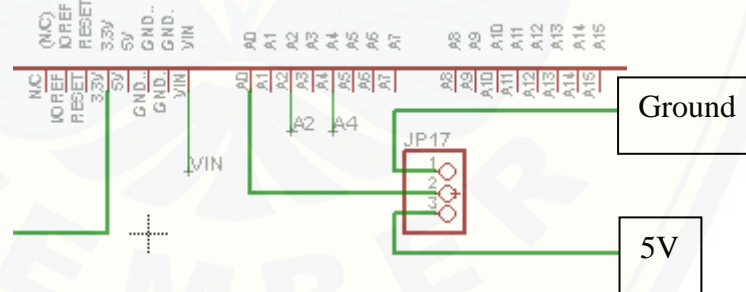 (N/C) IOREF RESET 3.3V 5V GND.. GND. VIN A0 A1 A2 A3 A4 A5 A6 A7 A8 A9 A10 A11 A12 A13 A14 A15
N/C IOREF RESET 3.3V 5V GND.. GND VIN A0 A1 A2 A3 A4 A5 A6 A7 A8 A9 A10 A11 A12 A13 A14 A15
Ground
A2 A4
JP17
VIN
1
2
3
5V
EMBER